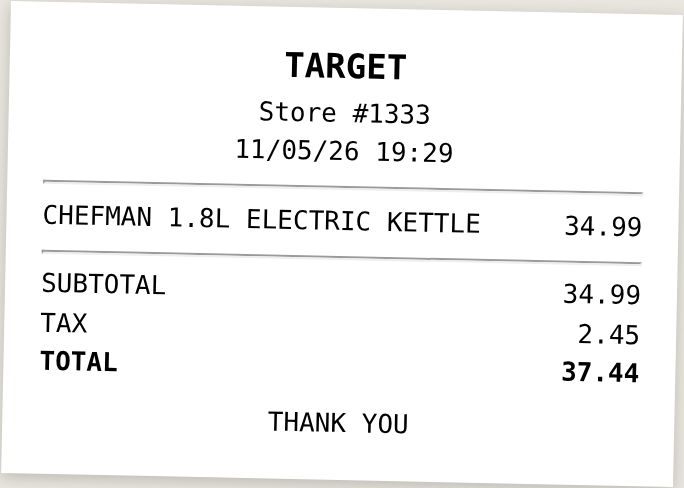 TARGET
Store #1333
11/05/26 19:29
CHEFMAN 1.8L ELECTRIC KETTLE 34.99
SUBTOTAL 34.99
TAX 2.45
TOTAL 37.44
THANK YOU